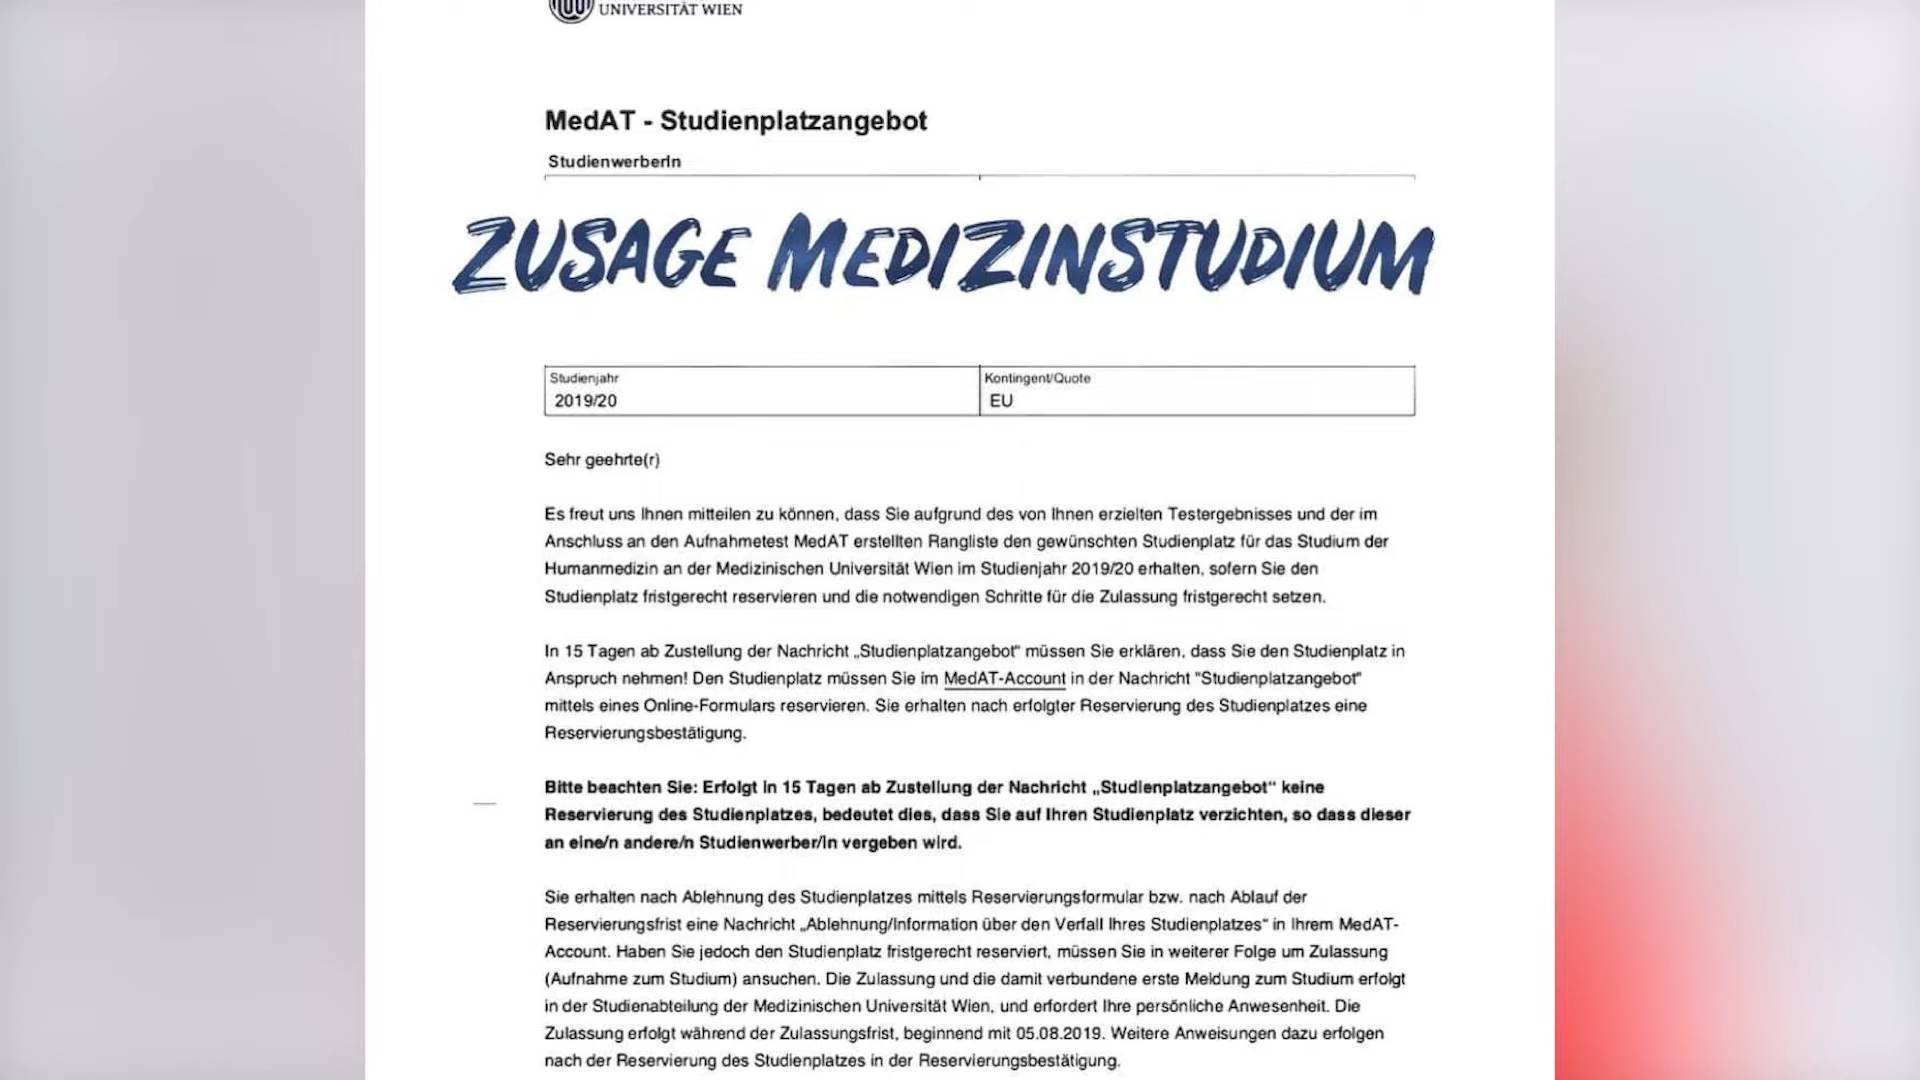 UNIVERSITÄT WIEN
MedAT - Studienplatzangebot
StudienwerberIn
ZUSAGE MEDIZINSTUDIUM
Studienjahr
2019/20
Kontingent/Quote
EU
Sehr geehrte(r)
Es freut uns Ihnen mitteilen zu können, dass Sie aufgrund des von Ihnen erzielten Testergebnisses und der im
Anschluss an den Aufnahmetest MedAT erstellten Rangliste den gewünschten Studienplatz für das Studium der
Humanmedizin an der Medizinischen Universität Wien im Studienjahr 2019/20 erhalten, sofern Sie den
Studienplatz fristgerecht reservieren und die notwendigen Schritte für die Zulassung fristgerecht setzen.
In 15 Tagen ab Zustellung der Nachricht „Studienplatzangebot“ müssen Sie erklären, dass Sie den Studienplatz in
Anspruch nehmen! Den Studienplatz müssen Sie im MedAT-Account in der Nachricht "Studienplatzangebot"
mittels eines Online-Formulars reservieren. Sie erhalten nach erfolgter Reservierung des Studienplatzes eine
Reservierungsbestätigung.
Bitte beachten Sie: Erfolgt in 15 Tagen ab Zustellung der Nachricht „Studienplatzangebot“ keine
Reservierung des Studienplatzes, bedeutet dies, dass Sie auf Ihren Studienplatz verzichten, so dass dieser
an eine/n andere/n Studienwerber/in vergeben wird.
Sie erhalten nach Ablehnung des Studienplatzes mittels Reservierungsformular bzw. nach Ablauf der
Reservierungsfrist eine Nachricht „Ablehnung/Information über den Verfall Ihres Studienplatzes“ in Ihrem MedAT-
Account. Haben Sie jedoch den Studienplatz fristgerecht reserviert, müssen Sie in weiterer Folge um Zulassung
(Aufnahme zum Studium) ansuchen. Die Zulassung und die damit verbundene erste Meldung zum Studium erfolgt
in der Studienabteilung der Medizinischen Universität Wien, und erfordert Ihre persönliche Anwesenheit. Die
Zulassung erfolgt während der Zulassungsfrist, beginnend mit 05.08.2019. Weitere Anweisungen dazu erfolgen
nach der Reservierung des Studienplatzes in der Reservierungsbestätigung.